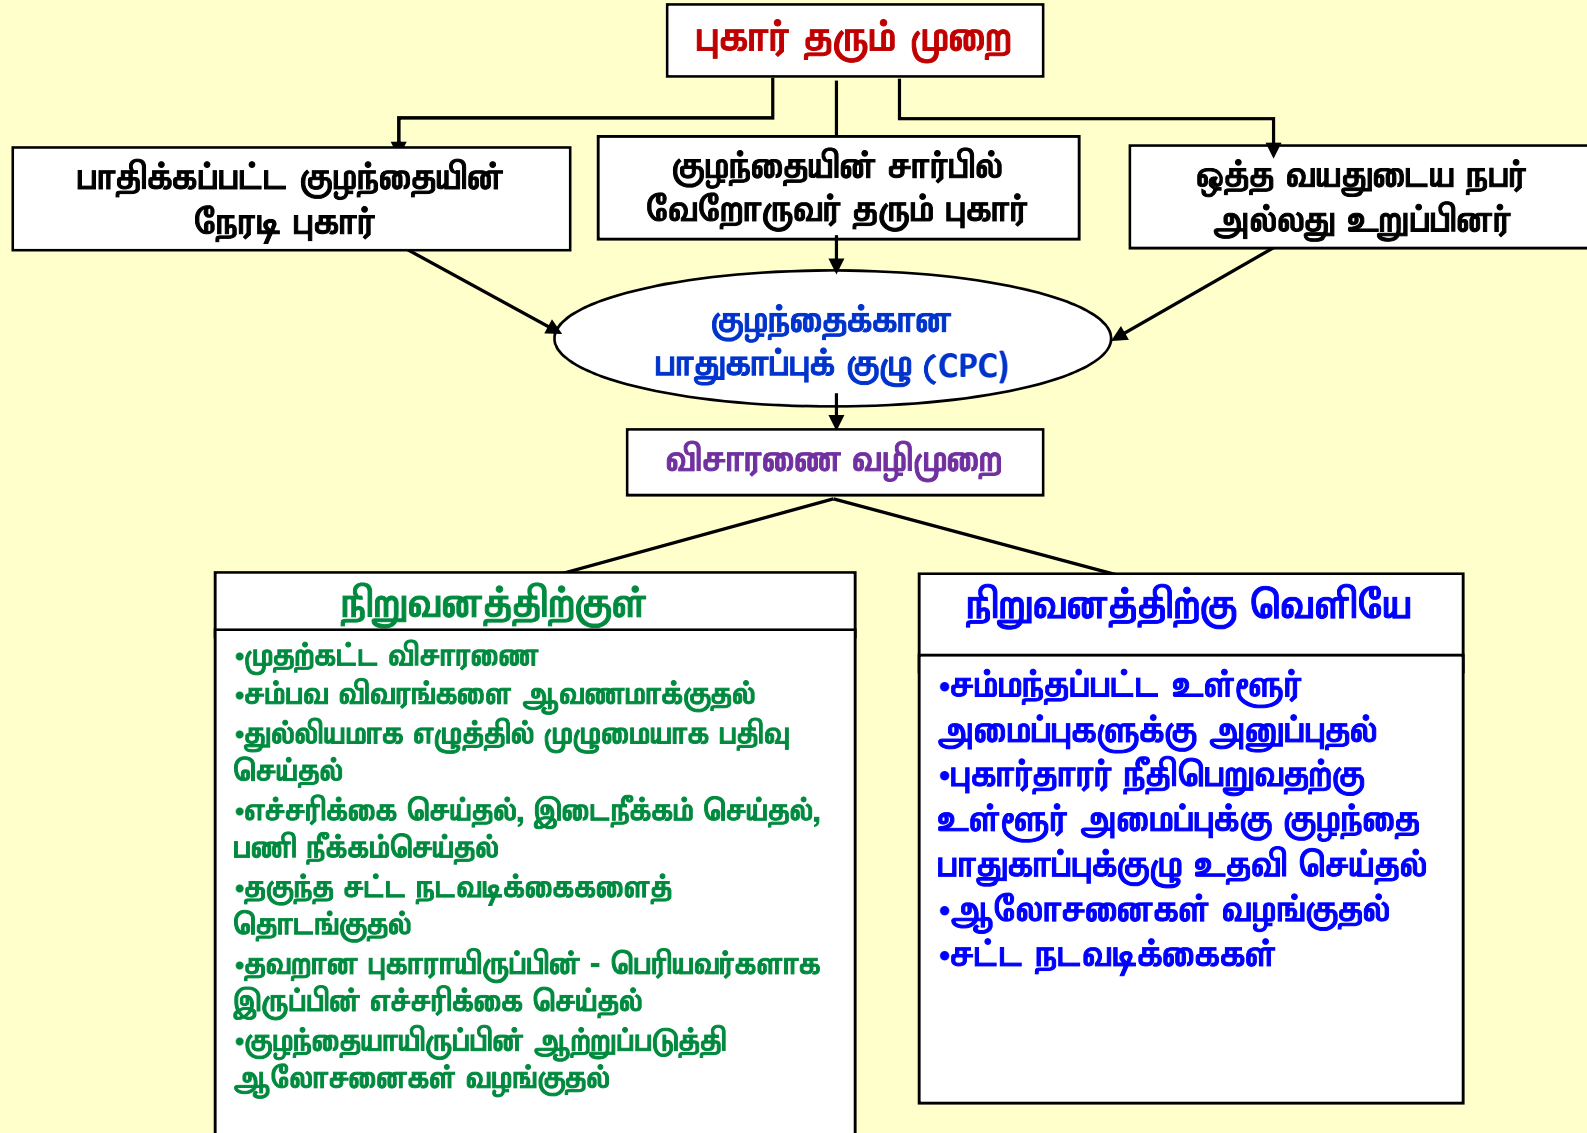 புகார் தரும் முறை
பாதிக்கப்பட்ட குழந்தையின்
நேரடி புகார்
குழந்தையின் சார்பில்
வேறோருவர் தரும் புகார்
ஒத்த வயதுடைய நபர்
அல்லது உறுப்பினர்
குழந்தைக்கான
பாதுகாப்புக் குழு (CPC)
விசாரணை வழிமுறை
நிறுவனத்திற்குள்
•முதற்கட்ட விசாரணை
•சம்பவ விவரங்களை ஆவணமாக்குதல்
•துல்லியமாக எழுத்தில் முழுமையாக பதிவு
செய்தல்
•எச்சரிக்கை செய்தல், இடைநீக்கம் செய்தல்,
பணி நீக்கம்செய்தல்
•தகுந்த சட்ட நடவடிக்கைகளைத்
தொடங்குதல்
•தவறான புகாராயிருப்பின் - பெரியவர்களாக
இருப்பின் எச்சரிக்கை செய்தல்
•குழந்தையாயிருப்பின் ஆற்றுப்படுத்தி
ஆலோசனைகள் வழங்குதல்
நிறுவனத்திற்கு வெளியே
•சம்மந்தப்பட்ட உள்ளூர்
அமைப்புகளுக்கு அனுப்புதல்
•புகார்தாரர் நீதிபெறுவதற்கு
உள்ளூர் அமைப்புக்கு குழந்தை
பாதுகாப்புக்குழு உதவி செய்தல்
•ஆலோசனைகள் வழங்குதல்
•சட்ட நடவடிக்கைகள்